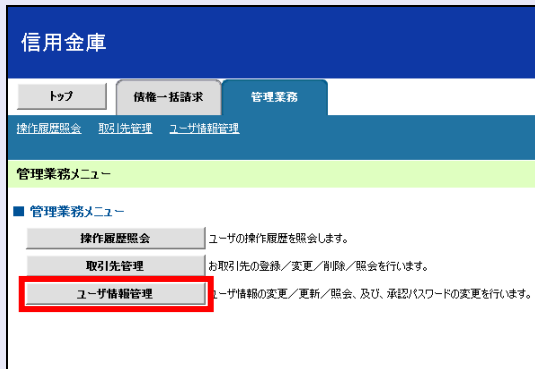 信用金庫
トップ 債権一括請求 管理業務
操作履歴照会 取引先管理 ユーザ情報管理
管理業務メニュー
■ 管理業務メニュー
操作履歴照会 ユーザの操作履歴を照会します。
取引先管理 お取引先の登録／変更／削除／照会を行います。
ユーザ情報管理 ユーザ情報の変更／更新／照会、及び、承認パスワードの変更を行います。